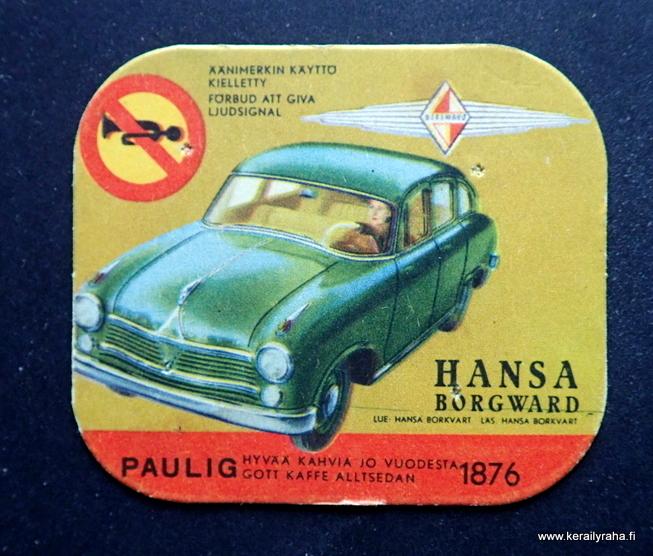 ÄÄNIMERKIN KÄYTTÖ
KIELLETTY
FÖRBUD ATT GIVA
LJUDSIGNAL
BORGWARD
HANSA
BORGWARD
LUE: HANSA BORKVART LÄS. HANSA BORKVART
PAULIG HYVÄÄ KAHVIA JO VUODESTA 1876
GOTT KAFFE ALLTSEDAN
www.kerailyraha.fi